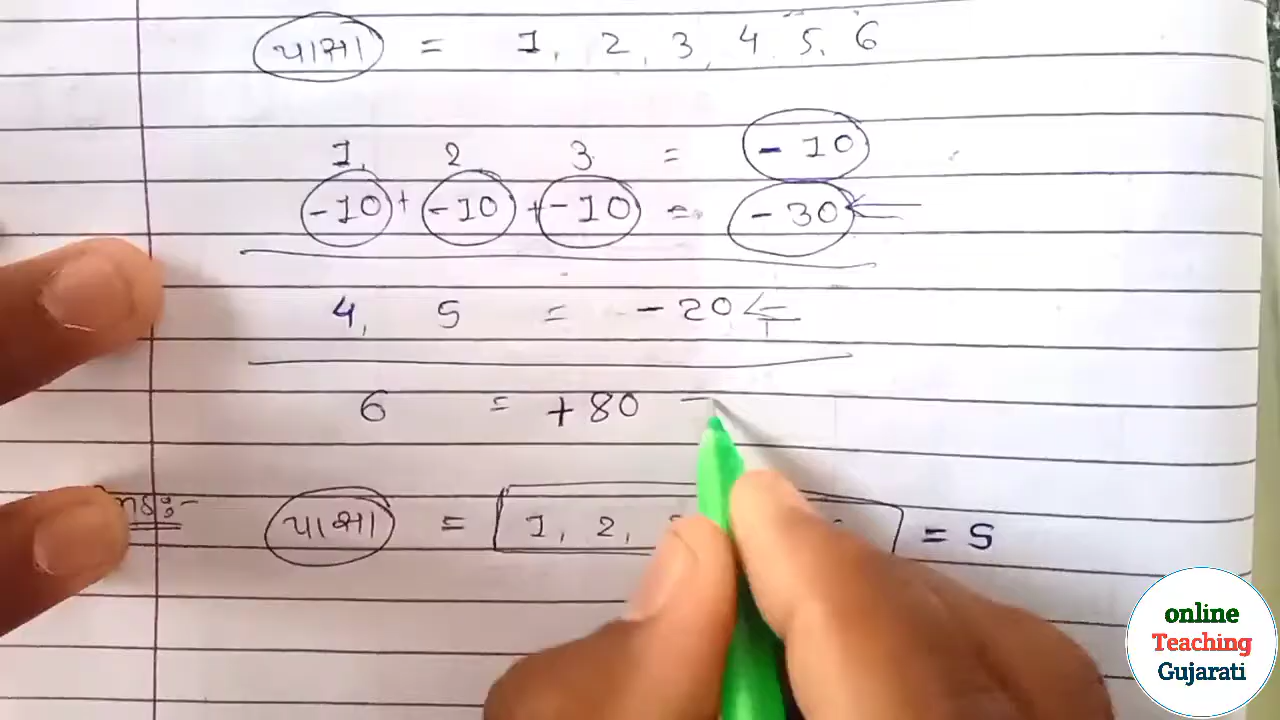 પાસા = 1, 2, 3, 4 5, 6
1, 2 3 = - 10
-10 + -10 + -10 = - 30
4, 5 = - 20
6 = + 80 -
પાસા = 1, 2, = 5
online
Teaching
Gujarati